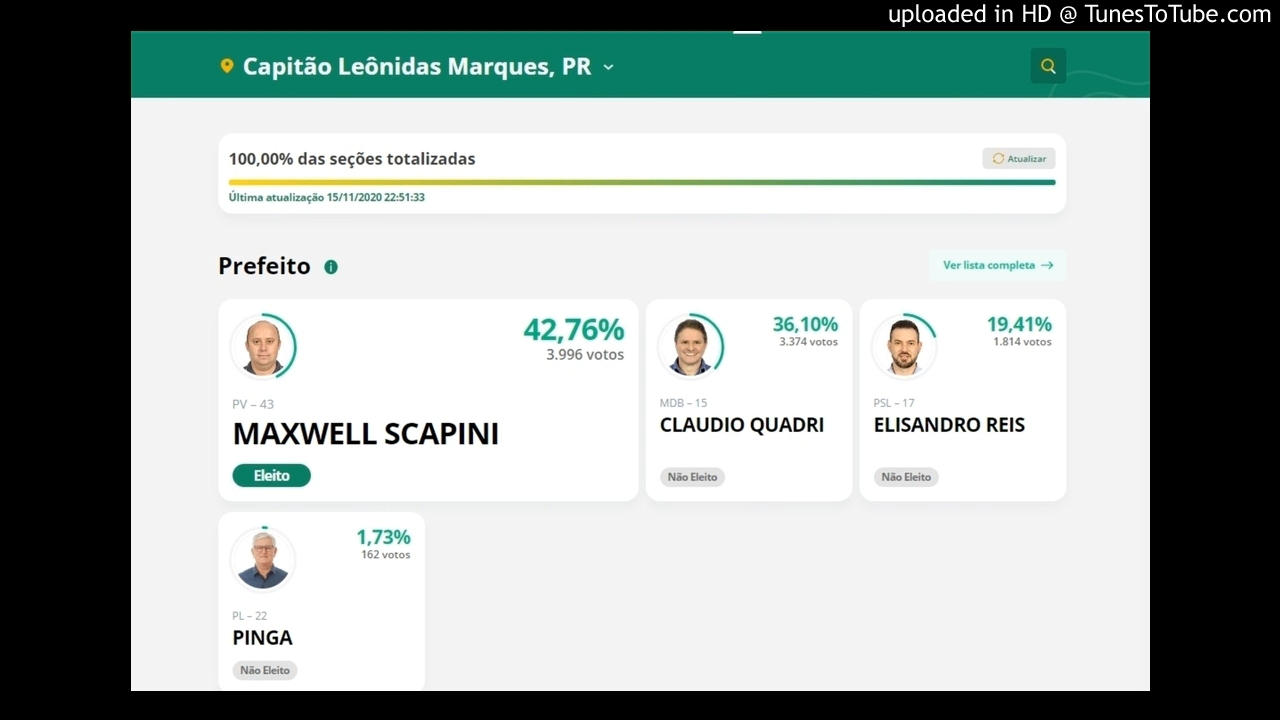 uploaded in HD @ TunesToTube.com
Capitão Leônidas Marques, PR
100,00% das seções totalizadas
Atualizar
Última atualização 15/11/2020 22:51:33
Prefeito
Ver lista completa
42,76%
3.996 votos
PV – 43
MAXWELL SCAPINI
Eleito
36,10%
3.374 votos
MDB – 15
CLAUDIO QUADRI
Não Eleito
19,41%
1.814 votos
PSL – 17
ELISANDRO REIS
Não Eleito
1,73%
162 votos
PL – 22
PINGA
Não Eleito